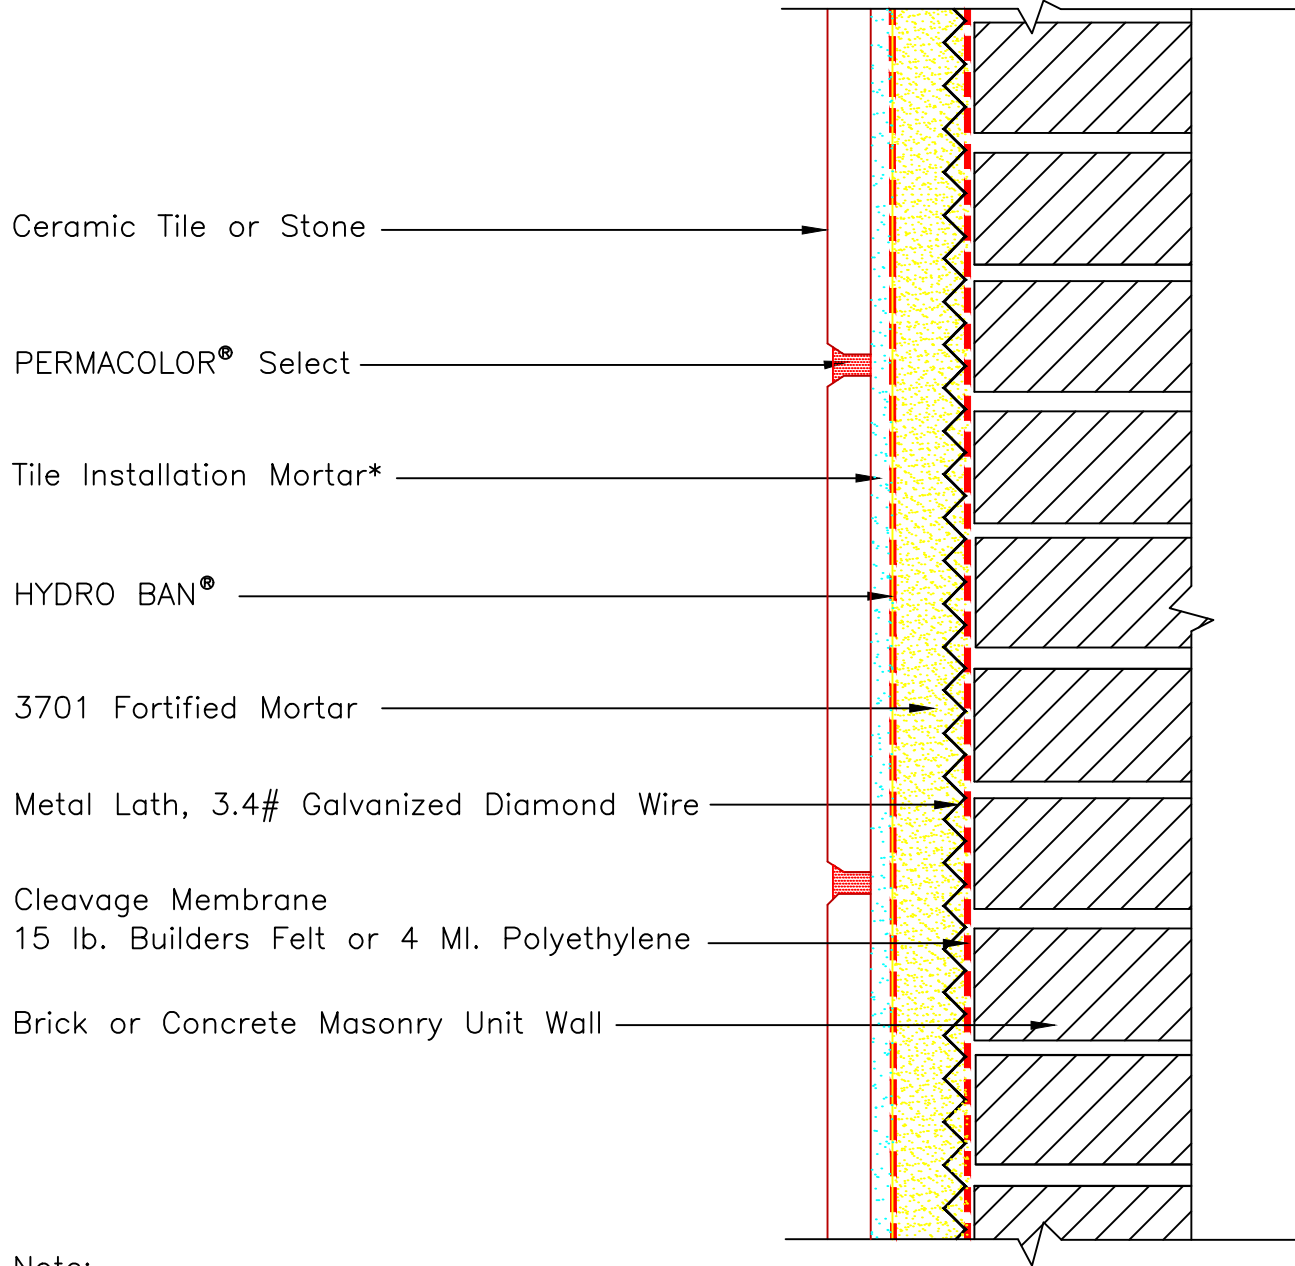 Ceramic Tile or Stone
PERMACOLOR® Select
Tile Installation Mortar*
HYDRO BAN®
3701 Fortified Mortar
Metal Lath, 3.4# Galvanized Diamond Wire
Cleavage Membrane
15 lb. Builders Felt or 4 Ml. Polyethylene
Brick or Concrete Masonry Unit Wall
Note: